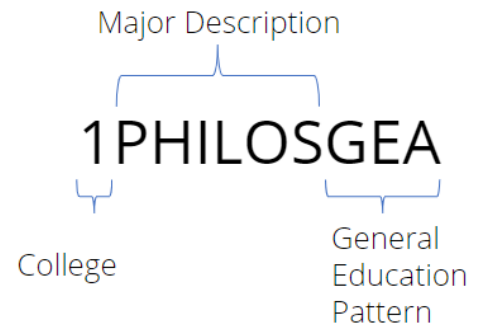 Major Description
1PHILOSGEA
College
General
Education
Pattern